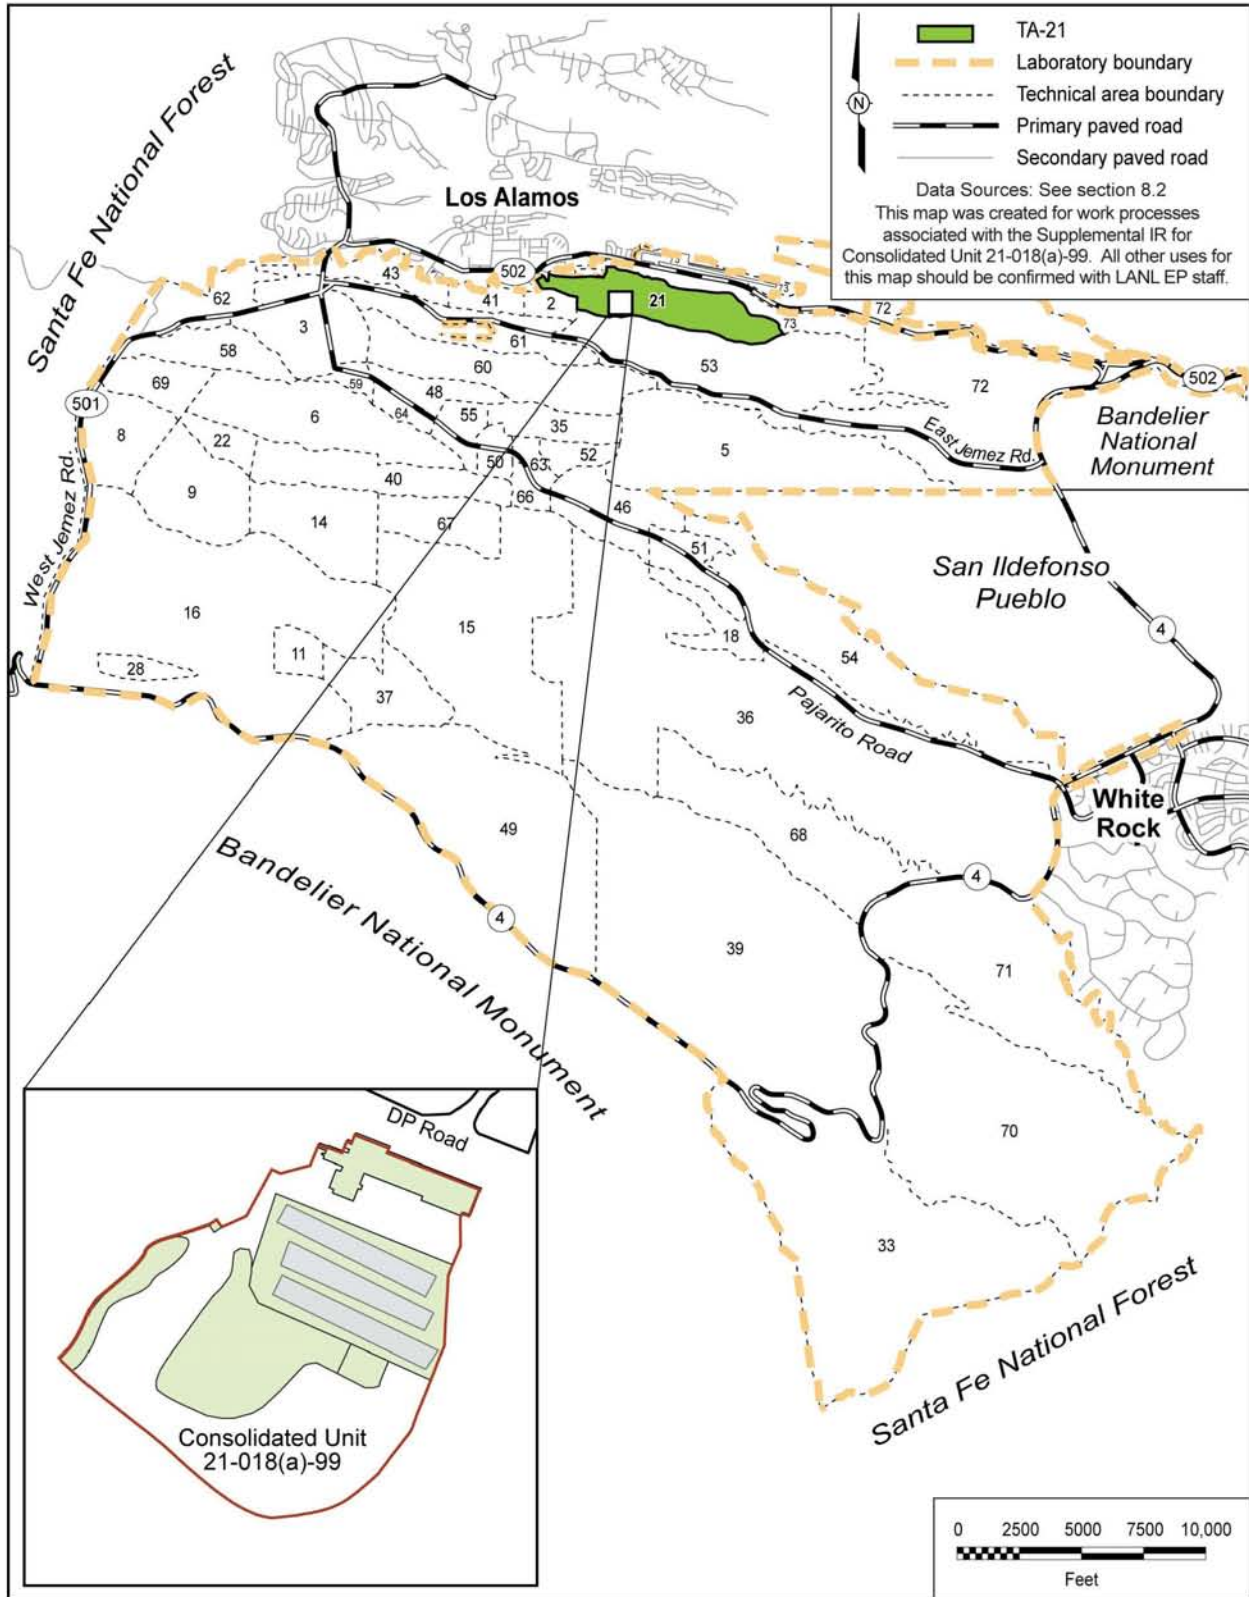 TA-21
Laboratory boundary
Technical area boundary
Primary paved road
Secondary paved road
N
Data Sources: See section 8.2
This map was created for work processes
associated with the Supplemental IR for
Consolidated Unit 21-018(a)-99. All other uses for
this map should be confirmed with LANL EP staff.
Santa Fe National Forest
Los Alamos
502
43
62
41
2
21
73
73
73
72
3
61
53
58
60
72
502
69
59
48
501
6
64
55
35
East Jemez Rd.
Bandelier
National
Monument
8
22
50
63
52
5
9
40
66
46
14
67
51
West Jemez Rd.
San Ildefonso
Pueblo
16
15
18
4
11
54
28
37
36
Pajarito Road
White
Rock
49
68
4
Bandelier National Monument
4
39
71
70
33
Santa Fe National Forest
DP Road
Consolidated Unit
21-018(a)-99
0 2500 5000 7500 10,000
Feet